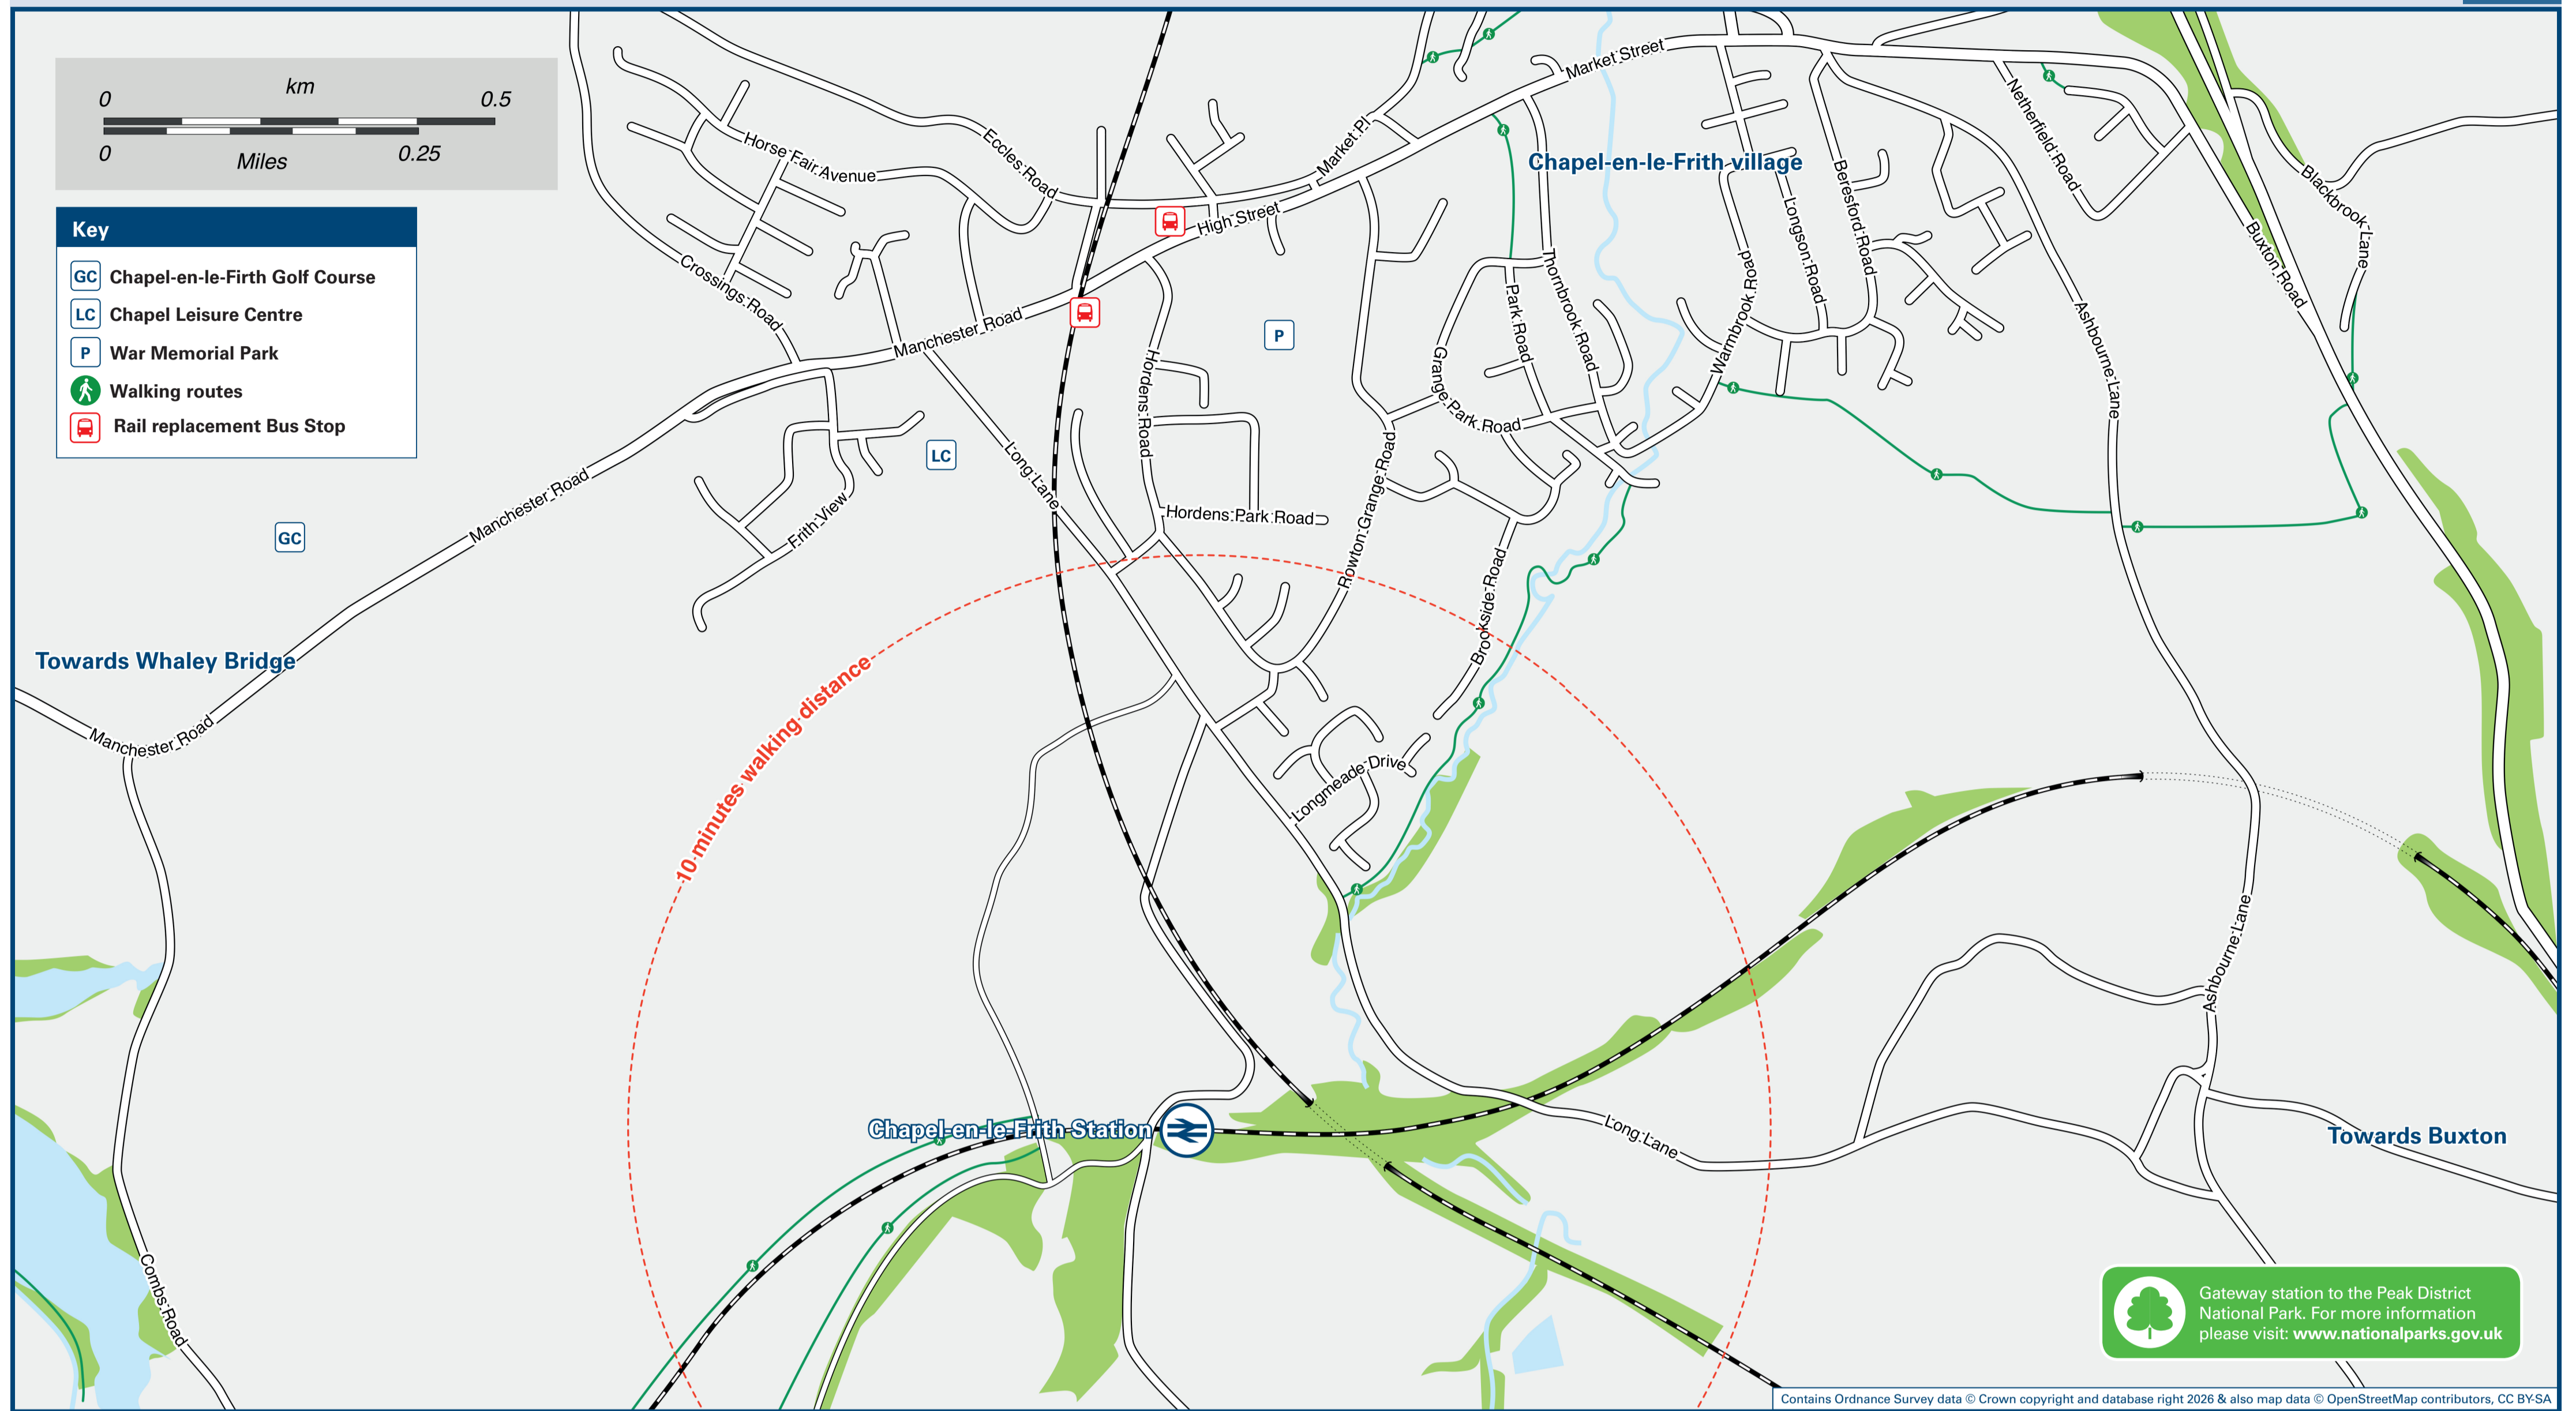 km
0 0.5
0 0.25
Miles
Key
GC Chapel-en-le-Firth Golf Course
LC Chapel Leisure Centre
P War Memorial Park
Walking routes
Rail replacement Bus Stop
Market Street
Netherfield Road
Eccles Road
Horse Fair Avenue
Market Pl
Chapel-en-le-Frith village
Beresford Road
Blackbrook Lane
High Street
Longson Road
Buxton Road
Crossings Road
Manchester Road
Thornbrook Road
Park Road
Warmbrook Road
Ashbourne Lane
P
Hordens Road
Grange Park Road
LC
Long Lane
Manchester Road
Frith View
Hordens Park Road
Rowton Grange Road
GC
Brookside Road
Towards Whaley Bridge
Manchester Road
10 minutes walking distance
Longmeade Drive
Ashbourne Lane
Chapel-en-le-Frith Station
Long Lane
Towards Buxton
Combs Road
Gateway station to the Peak District
National Park. For more information
please visit: www.nationalparks.gov.uk
Contains Ordnance Survey data © Crown copyright and database right 2026 & also map data © OpenStreetMap contributors, CC BY-SA